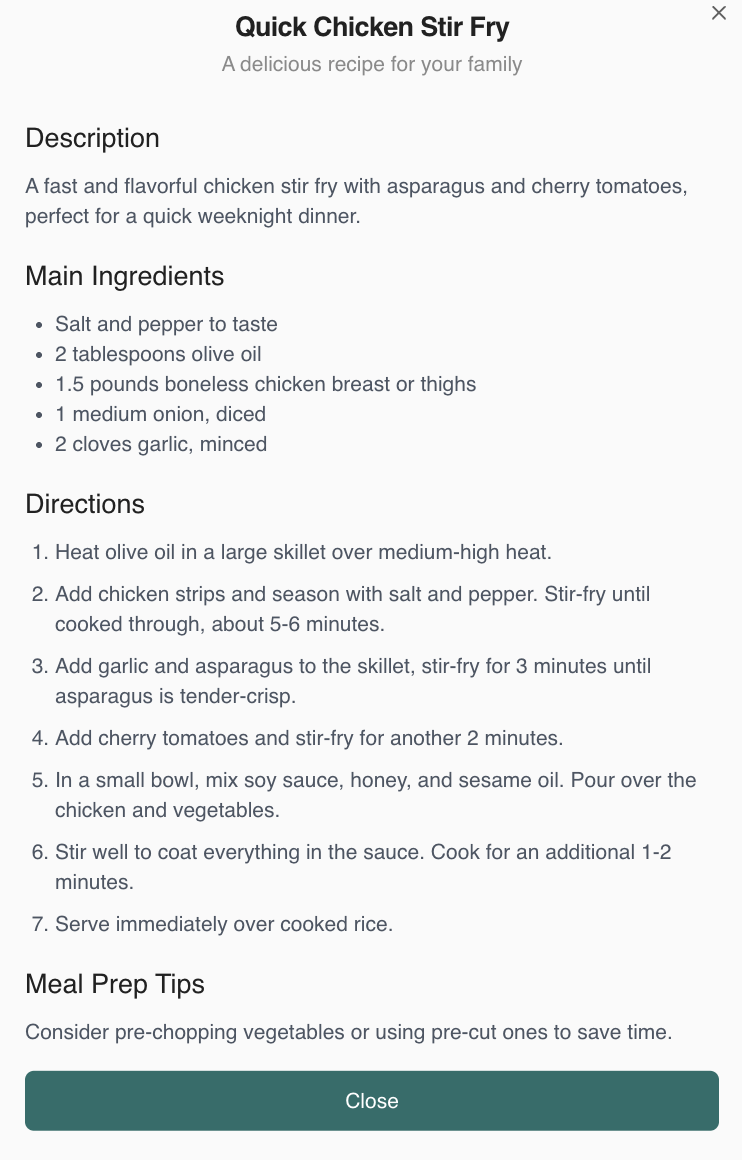 Quick Chicken Stir Fry
A delicious recipe for your family
Description
A fast and flavorful chicken stir fry with asparagus and cherry tomatoes,
perfect for a quick weeknight dinner.
Main Ingredients
• Salt and pepper to taste
• 2 tablespoons olive oil
• 1.5 pounds boneless chicken breast or thighs
• 1 medium onion, diced
• 2 cloves garlic, minced
Directions
1. Heat olive oil in a large skillet over medium-high heat.
2. Add chicken strips and season with salt and pepper. Stir-fry until
cooked through, about 5-6 minutes.
3. Add garlic and asparagus to the skillet, stir-fry for 3 minutes until
asparagus is tender-crisp.
4. Add cherry tomatoes and stir-fry for another 2 minutes.
5. In a small bowl, mix soy sauce, honey, and sesame oil. Pour over the
chicken and vegetables.
6. Stir well to coat everything in the sauce. Cook for an additional 1-2
minutes.
7. Serve immediately over cooked rice.
Meal Prep Tips
Consider pre-chopping vegetables or using pre-cut ones to save time.
Close